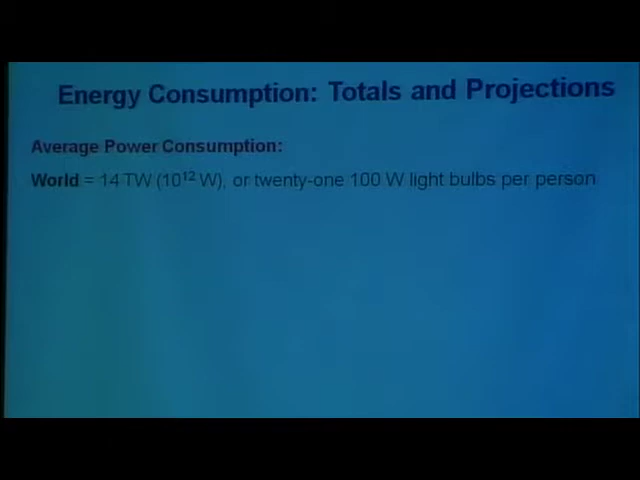 Energy Consumption: Totals and Projections
Average Power Consumption:
World = 14 TW (10¹² W), or twenty-one 100 W light bulbs per person